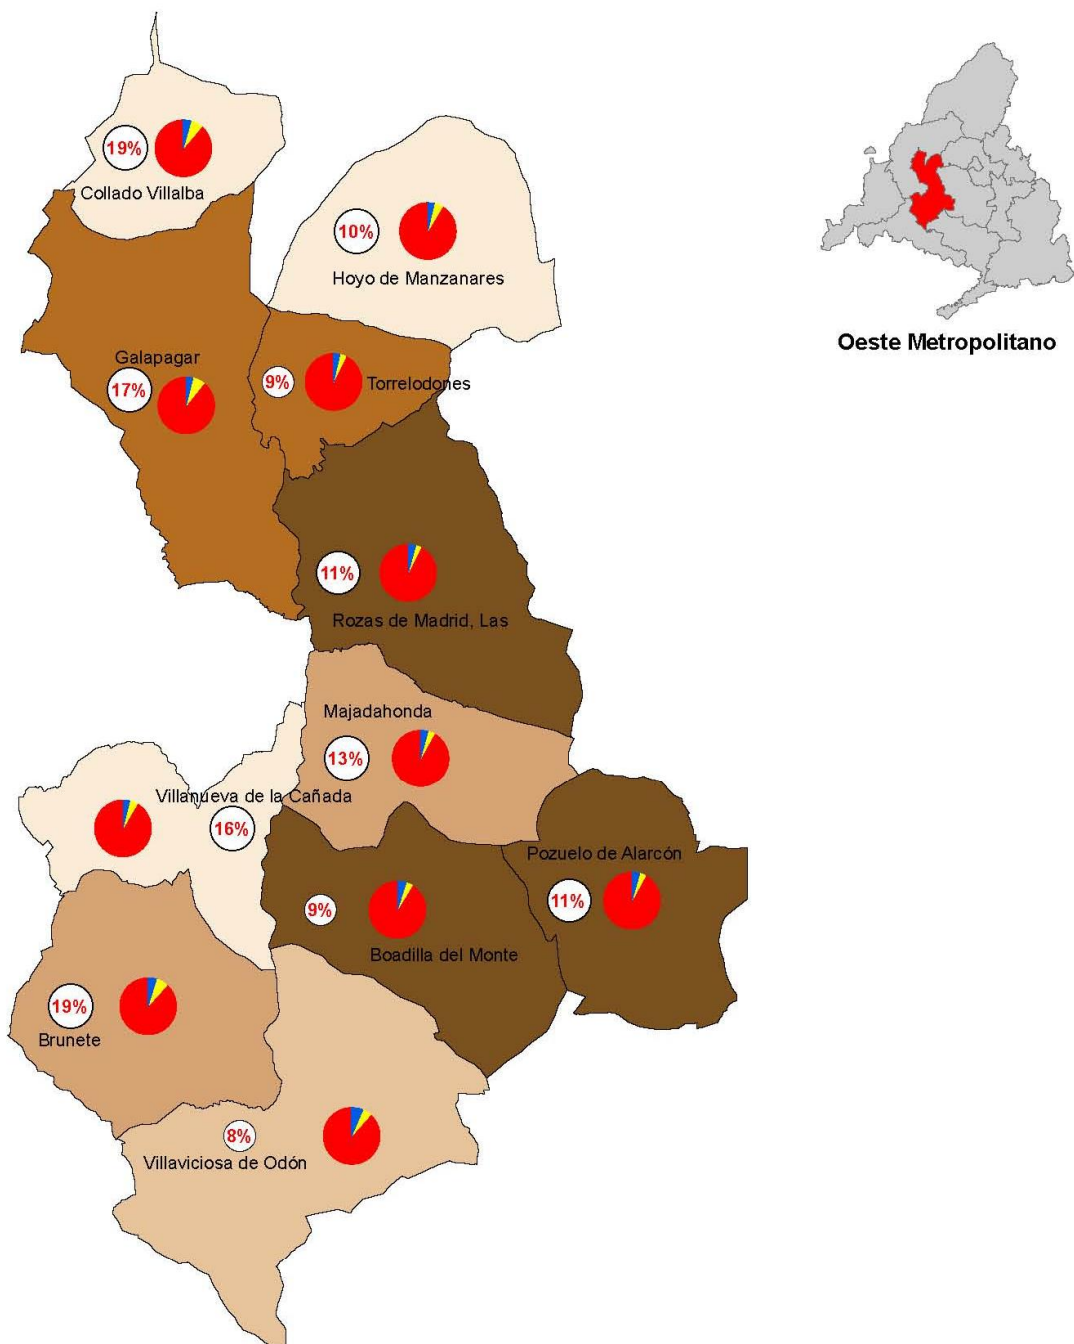 19%
Collado Villalba
10%
Hoyo de Manzanares
Oeste Metropolitano
Galapagar
17%
9%
Torrelodones
11%
Rozas de Madrid, Las
Majadahonda
13%
Villanueva de la Cañada
16%
Pozuelo de Alarcón
11%
9%
Boadilla del Monte
19%
Brunete
8%
Villaviciosa de Odón